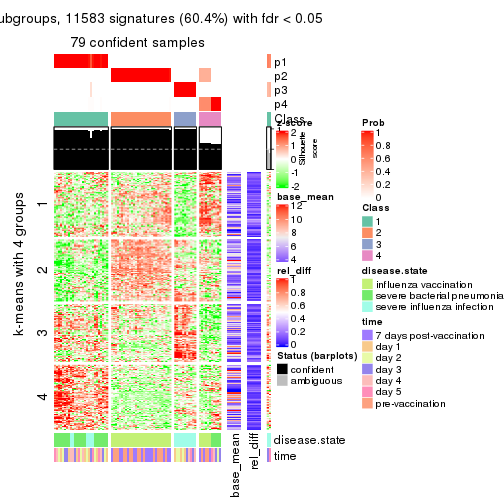 ubgroups, 11583 signatures (60.4%) with fdr < 0.05
79 confident samples
p1
p2
p3
p4
Class
Silhouette
score
k-means with 4 groups
1
2
3
4
base_mean
rel_diff
disease.state
time
z-score
2
1
0
-1
-2
base_mean
12
10
8
6
4
rel_diff
1
0.8
0.6
0.4
0.2
0
Status (barplots)
confident
ambiguous
Prob
1
0.8
0.6
0.4
0.2
0
Class
1
2
3
4
disease.state
influenza vaccination
severe bacterial pneumonia
severe influenza infection
time
7 days post-vaccination
day 1
day 2
day 3
day 4
day 5
pre-vaccination